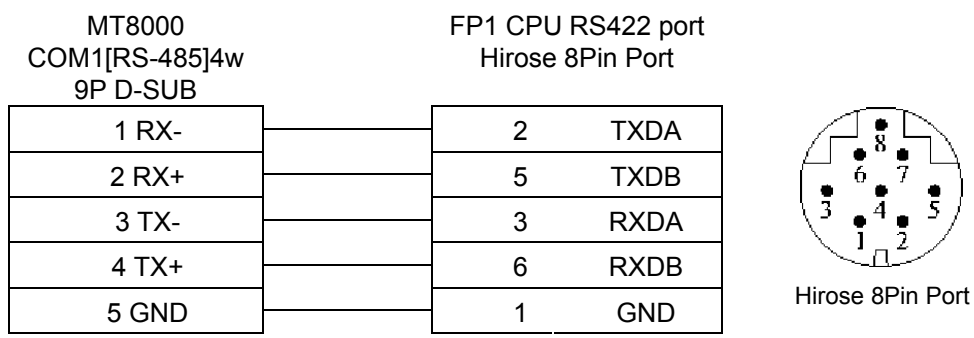 MT8000
COM1[RS-485]4w
9P D-SUB
FP1 CPU RS422 port
Hirose 8Pin Port
1 RX- 2 TXDA
2 RX+ 5 TXDB
3 TX- 3 RXDA
4 TX+ 6 RXDB
5 GND 1 GND
8
6 7
3 4 5
1 2
Hirose 8Pin Port